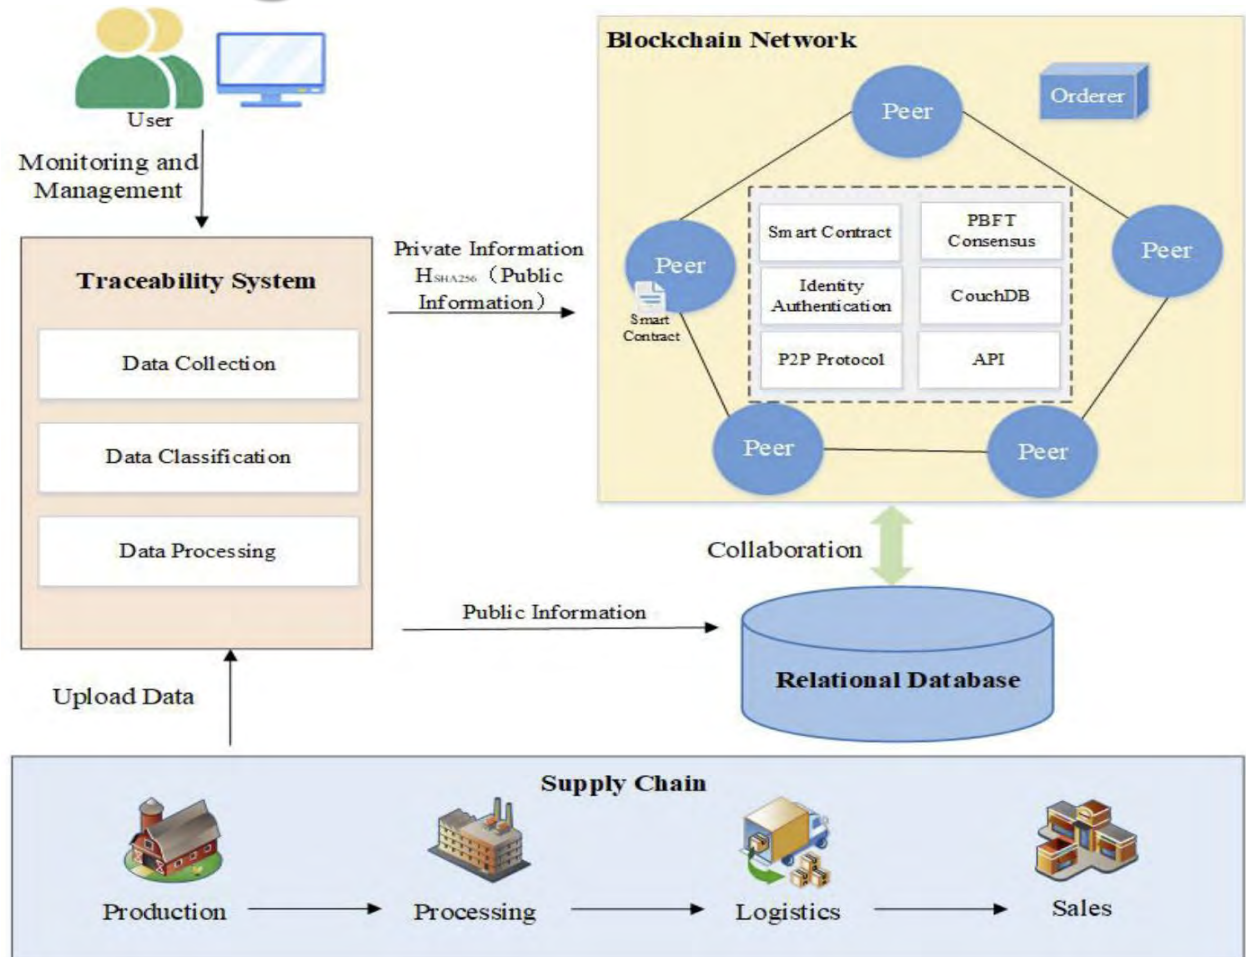 Blockchain Network
Peer
Orderer
User
Monitoring and
Management
Smart Contract
PBFT
Consensus
Private Information
HSHA256（Public
Information）
Peer
Peer
Traceability System
Identity
Authentication
CouchDB
Smart
Contract
Data Collection
P2P Protocol
API
Peer
Peer
Data Classification
Data Processing
Collaboration
Public Information
Relational Database
Upload Data
Supply Chain
Production
Processing
Logistics
Sales